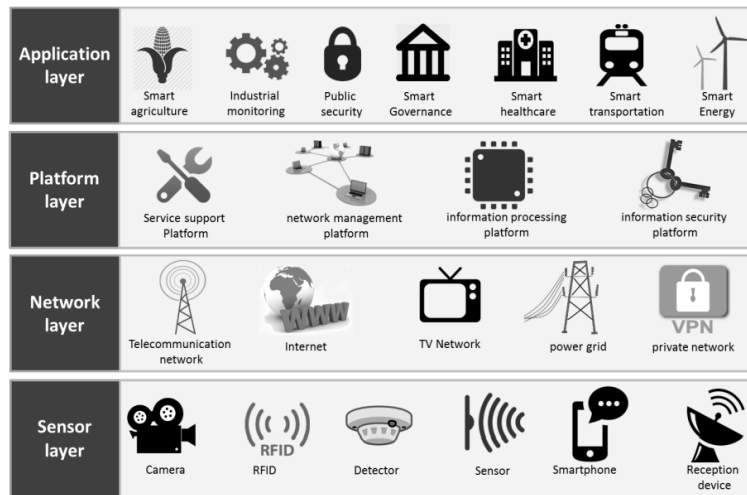 Application
layer
Smart
agriculture
Industrial
monitoring
Public
security
Smart
Governance
Smart
healthcare
Smart
transportation
Smart
Energy
Platform
layer
Service support
Platform
network management
platform
information processing
platform
information security
platform
Network
layer
WWW
VPN
Telecommunication
network
Internet
TV Network
power grid
private network
Sensor
layer
RFID
Camera
RFID
Detector
Sensor
Smartphone
Reception
device